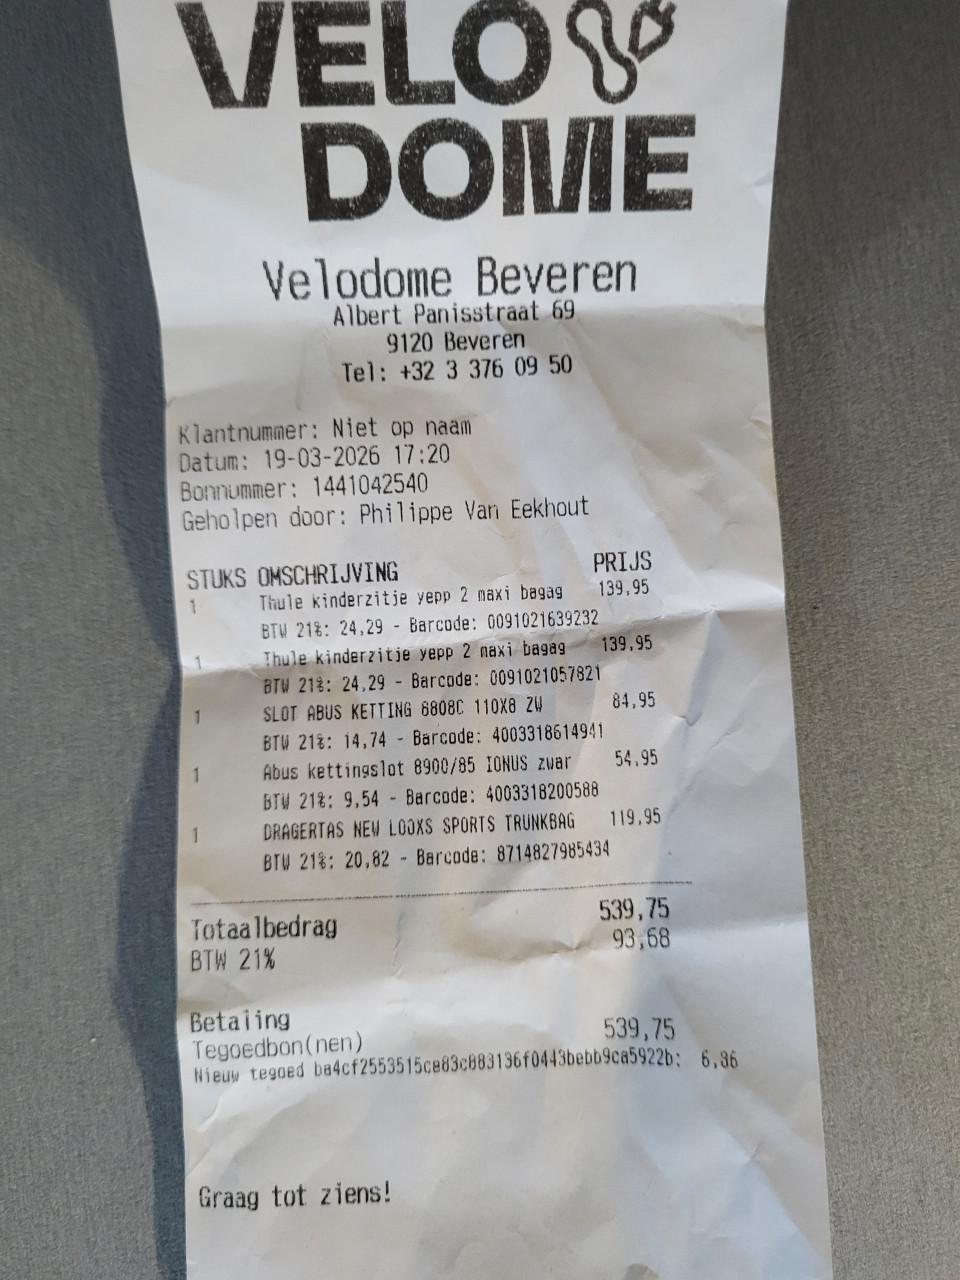 VELO
DOME
Velodome Beveren
Albert Panisstraat 69
9120 Beveren
Tel: +32 3 376 09 50
Klantnummer: Niet op naam
Datum: 19-03-2026 17:20
Bonnummer: 1441042540
Geholpen door: Philippe Van Eekhout
STUKS OMSCHRIJVING PRIJS
1 Thule kinderzitje yepp 2 maxi bagag 139,95
BTW 21%: 24,29 - Barcode: 0091021639232
1 Thule kinderzitje yepp 2 maxi bagag 139,95
BTW 21%: 24,29 - Barcode: 0091021057821
1 SLOT ABUS KETTING 6808C 110X8 ZW 84,95
BTW 21%: 14,74 - Barcode: 4003318614941
1 Abus kettingslot 8900/85 IONUS zwar 54,95
BTW 21%: 9,54 - Barcode: 4003318200588
1 DRAGERTAS NEW LOOXS SPORTS TRUNKBAG 119,95
BTW 21%: 20,82 - Barcode: 8714827985434
Totaalbedrag 539,75
BTW 21% 93,68
Betaling
Tegoedbon(nen) 539,75
Nieuw tegoed
Graag tot ziens!